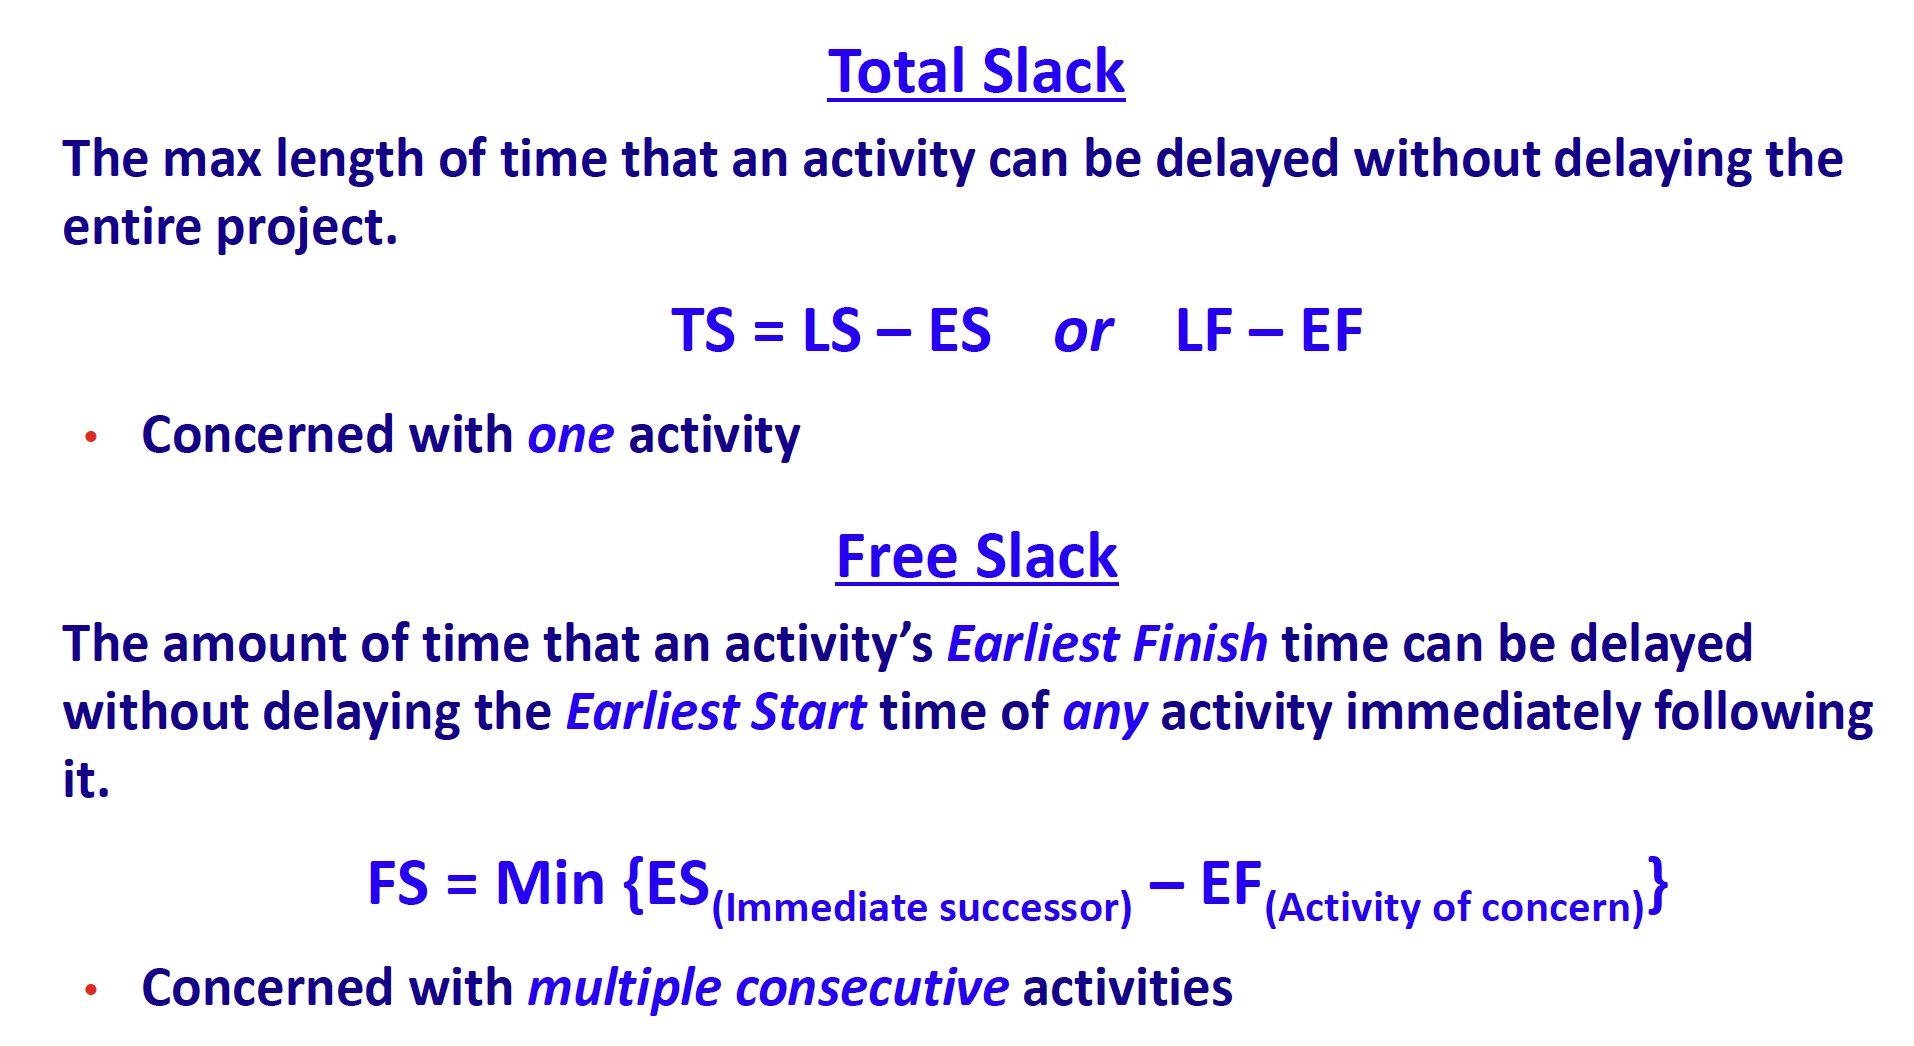 Total Slack
The max length of time that an activity can be delayed without delaying the
entire project.
TS = LS – ES or LF – EF
• Concerned with one activity
Free Slack
The amount of time that an activity’s Earliest Finish time can be delayed
without delaying the Earliest Start time of any activity immediately following
it.
FS = Min {ES(Immediate successor) – EF(Activity of concern)}
• Concerned with multiple consecutive activities